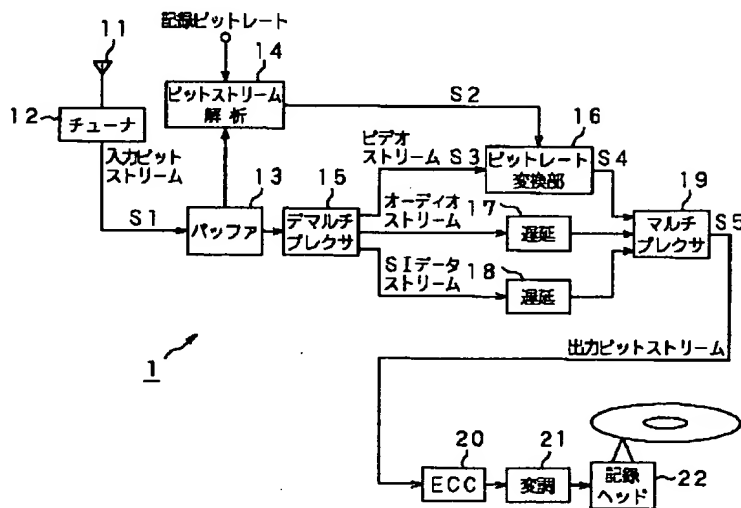 記録ビットレート
11
14
12
チューナ
ビットストリーム
解析
S2
16
入力ビット
ストリーム
ビデオ
ストリーム S3
ビットレート
変換部
S4
13
15
オーディオ
ストリーム
17
19
S1
バッファ
デマルチ
プレクサ
遅延
マルチ
プレクサ
S5
SIデータ
ストリーム
18
遅延
1
出力ビットストリーム
20
21
ECC
変調
記録
ヘッド
22